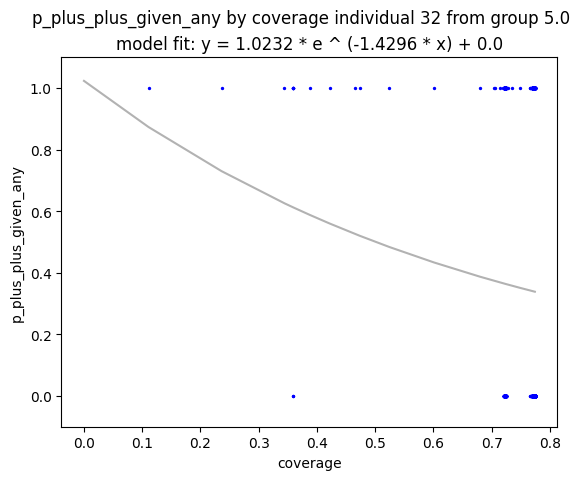 p_plus_plus_given_any by coverage individual 32 from group 5.0
model fit: y = 1.0232 * e ^ (-1.4296 * x) + 0.0
1.0
0.8
0.6
0.4
0.2
0.0
p_plus_plus_given_any
0.0 0.1 0.2 0.3 0.4 0.5 0.6 0.7 0.8
coverage